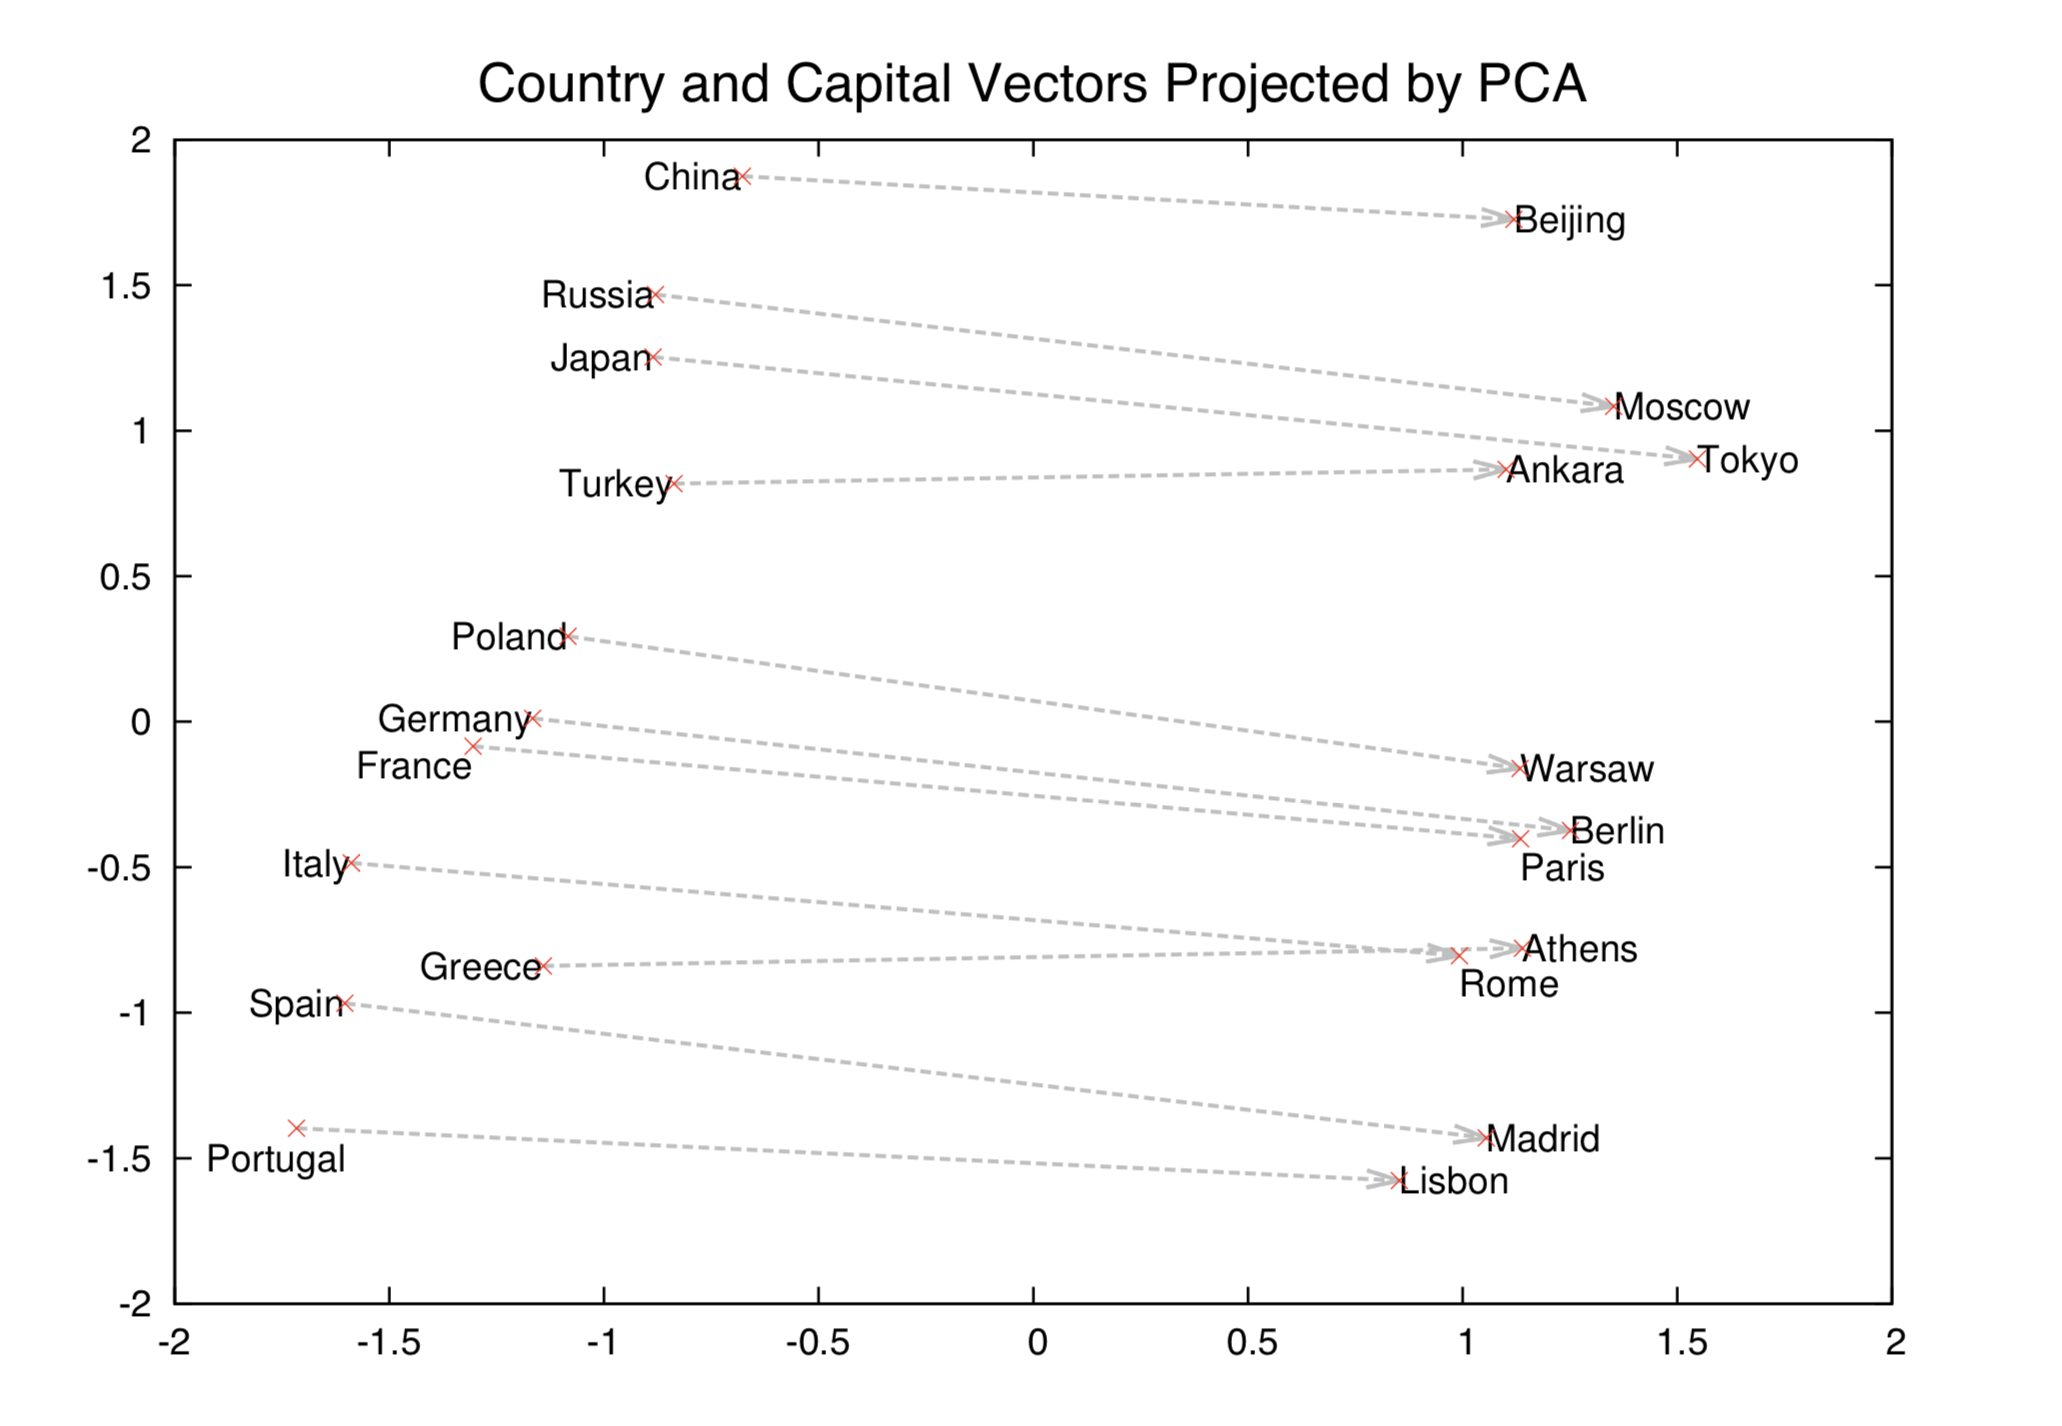 Country and Capital Vectors Projected by PCA
2
China
Beijing
1.5
Russia
Japan
Moscow
1
Tokyo
Turkey
Ankara
0.5
Poland
Germany
0
France
Warsaw
Berlin
Italy
-0.5
Paris
Athens
Greece
Rome
Spain
-1
Madrid
Portugal
-1.5
Lisbon
-2
-2 -1.5 -1 -0.5 0 0.5 1 1.5 2